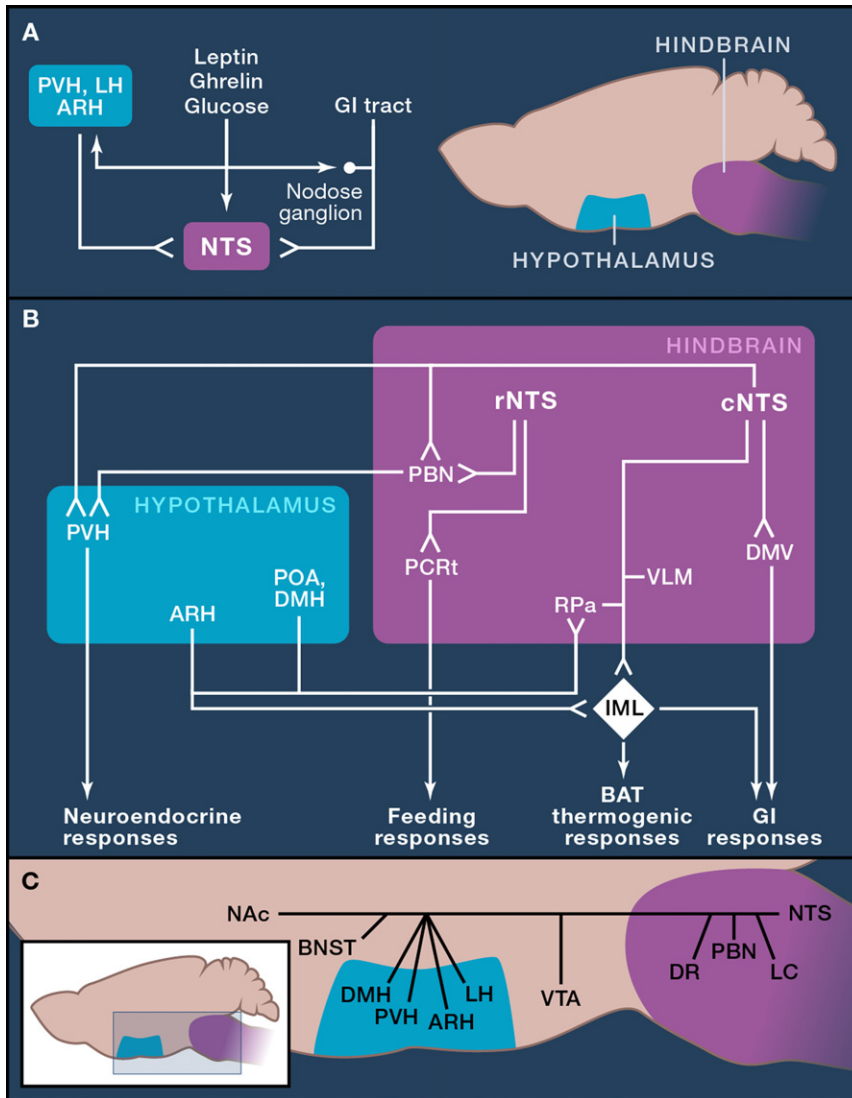 A
PVH, LH
ARH
Leptin
Ghrelin
Glucose
GI tract
Nodose
ganglion
NTS
HINDBRAIN
HYPOTHALAMUS
B
HINDBRAIN
rNTS
cNTS
PBN
HYPOTHALAMUS
PVH
PCRt
DMV
VLM
POA,
DMH
RPa
ARH
IML
Neuroendocrine
responses
Feeding
responses
BAT
thermogenic
responses
GI
responses
C
NAc
NTS
BNST
PBN
DR
LC
DMH
LH
VTA
PVH
ARH